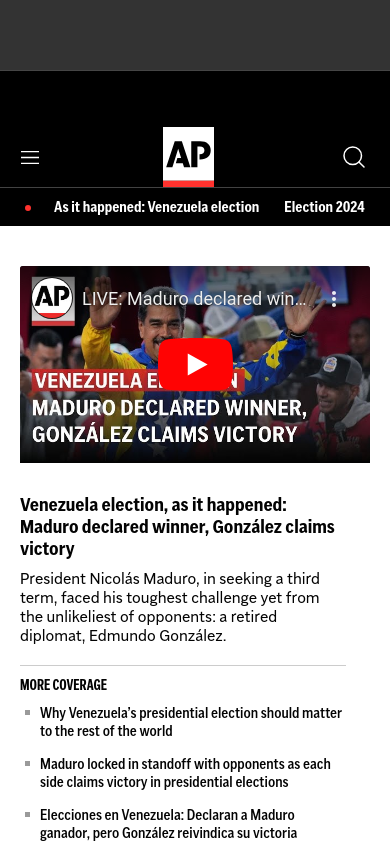 AP
As it happened: Venezuela election
Election 2024
AP
LIVE: Maduro declared win...
VENEZUELA E
N
MADURO DECLARED WINNER,
GONZÁLEZ CLAIMS VICTORY
Venezuela election, as it happened:
Maduro declared winner, González claims
victory
President Nicolás Maduro, in seeking a third
term, faced his toughest challenge yet from
the unlikeliest of opponents: a retired
diplomat, Edmundo González.
MORE COVERAGE
Why Venezuela’s presidential election should matter
to the rest of the world
Maduro locked in standoff with opponents as each
side claims victory in presidential elections
Elecciones en Venezuela: Declaran a Maduro
ganador, pero González reivindica su victoria